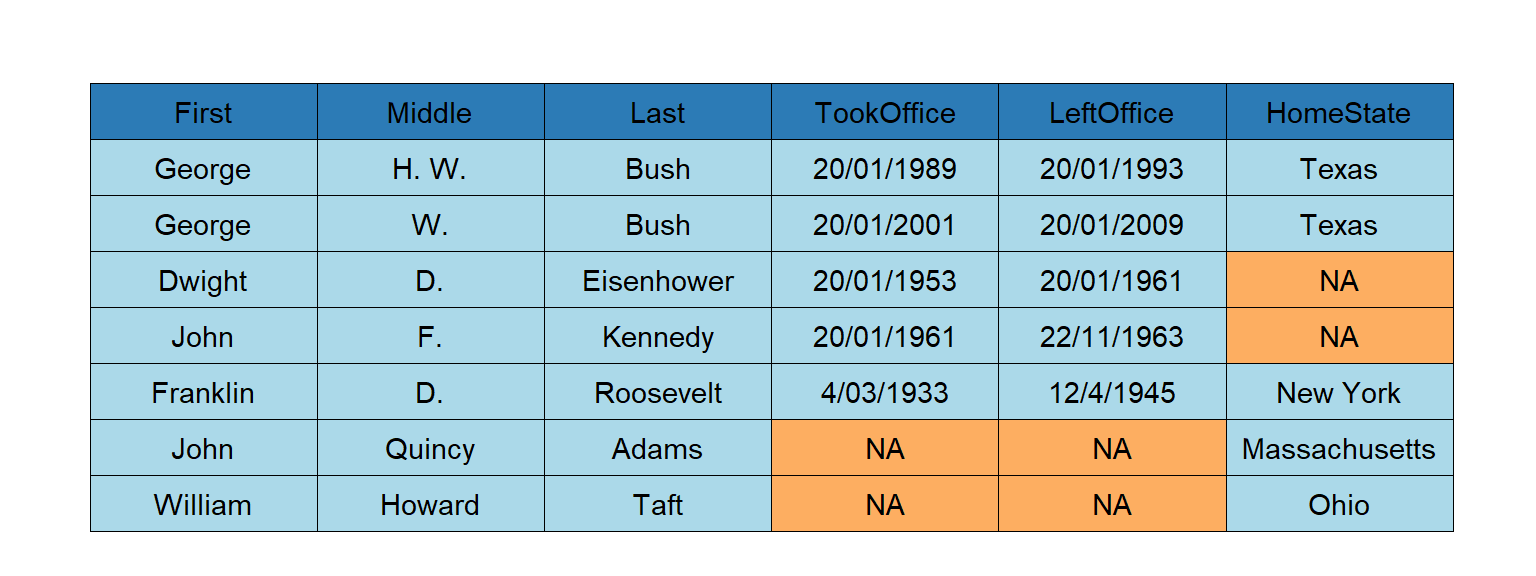 First Middle Last TookOffice LeftOffice HomeState
George H. W. Bush 20/01/1989 20/01/1993 Texas
George W. Bush 20/01/2001 20/01/2009 Texas
Dwight D. Eisenhower 20/01/1953 20/01/1961 NA
John F. Kennedy 20/01/1961 22/11/1963 NA
Franklin D. Roosevelt 4/03/1933 12/4/1945 New York
John Quincy Adams NA NA Massachusetts
William Howard Taft NA NA Ohio